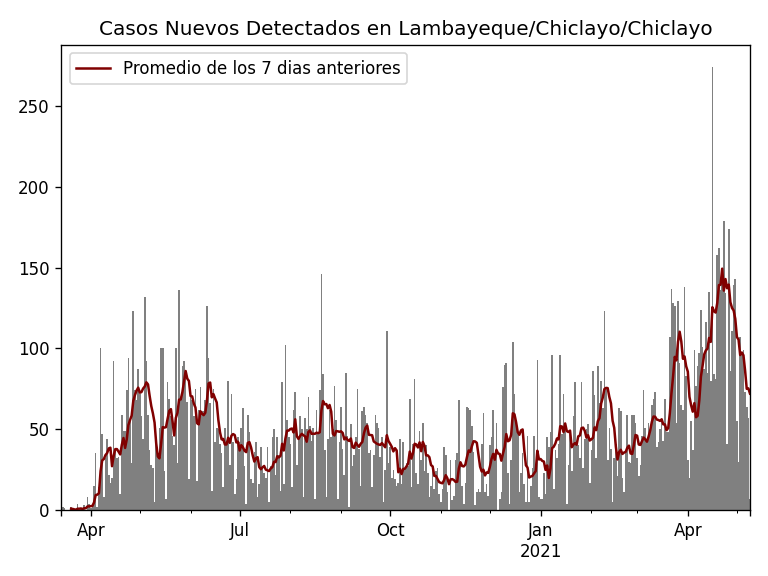 Casos Nuevos Detectados en Lambayeque/Chiclayo/Chiclayo
Promedio de los 7 dias anteriores
250
200
150
100
50
0
Apr Jul Oct Jan Apr
2021